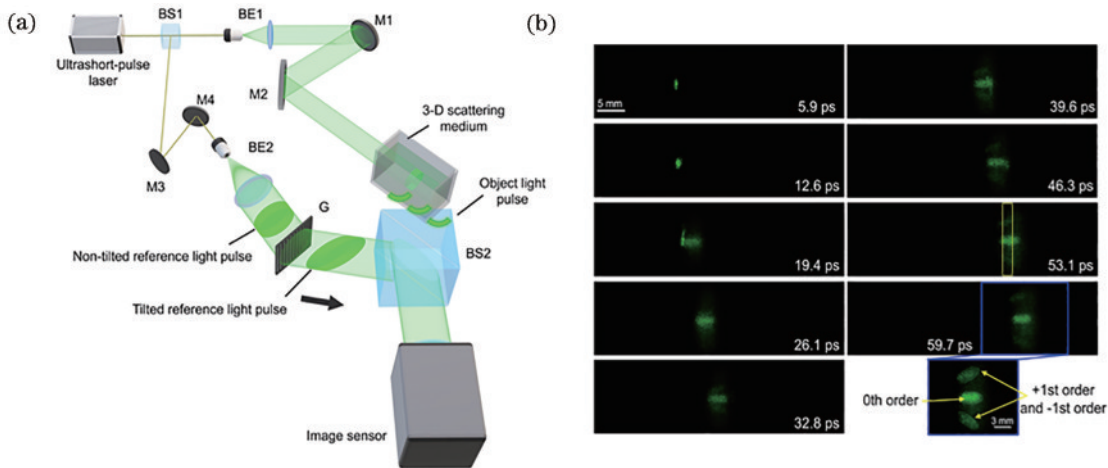 (a)
BS1
BE1
M1
Ultrashort-pulse
laser
M2
M4
3-D scattering
medium
BE2
M3
Object light
pulse
G
BS2
Non-tilted reference light pulse
Tilted reference light pulse
Image sensor
(b)
5 mm
5.9 ps
39.6 ps
12.6 ps
46.3 ps
19.4 ps
53.1 ps
26.1 ps
59.7 ps
32.8 ps
0th order
+1st order
and -1st order
3 mm